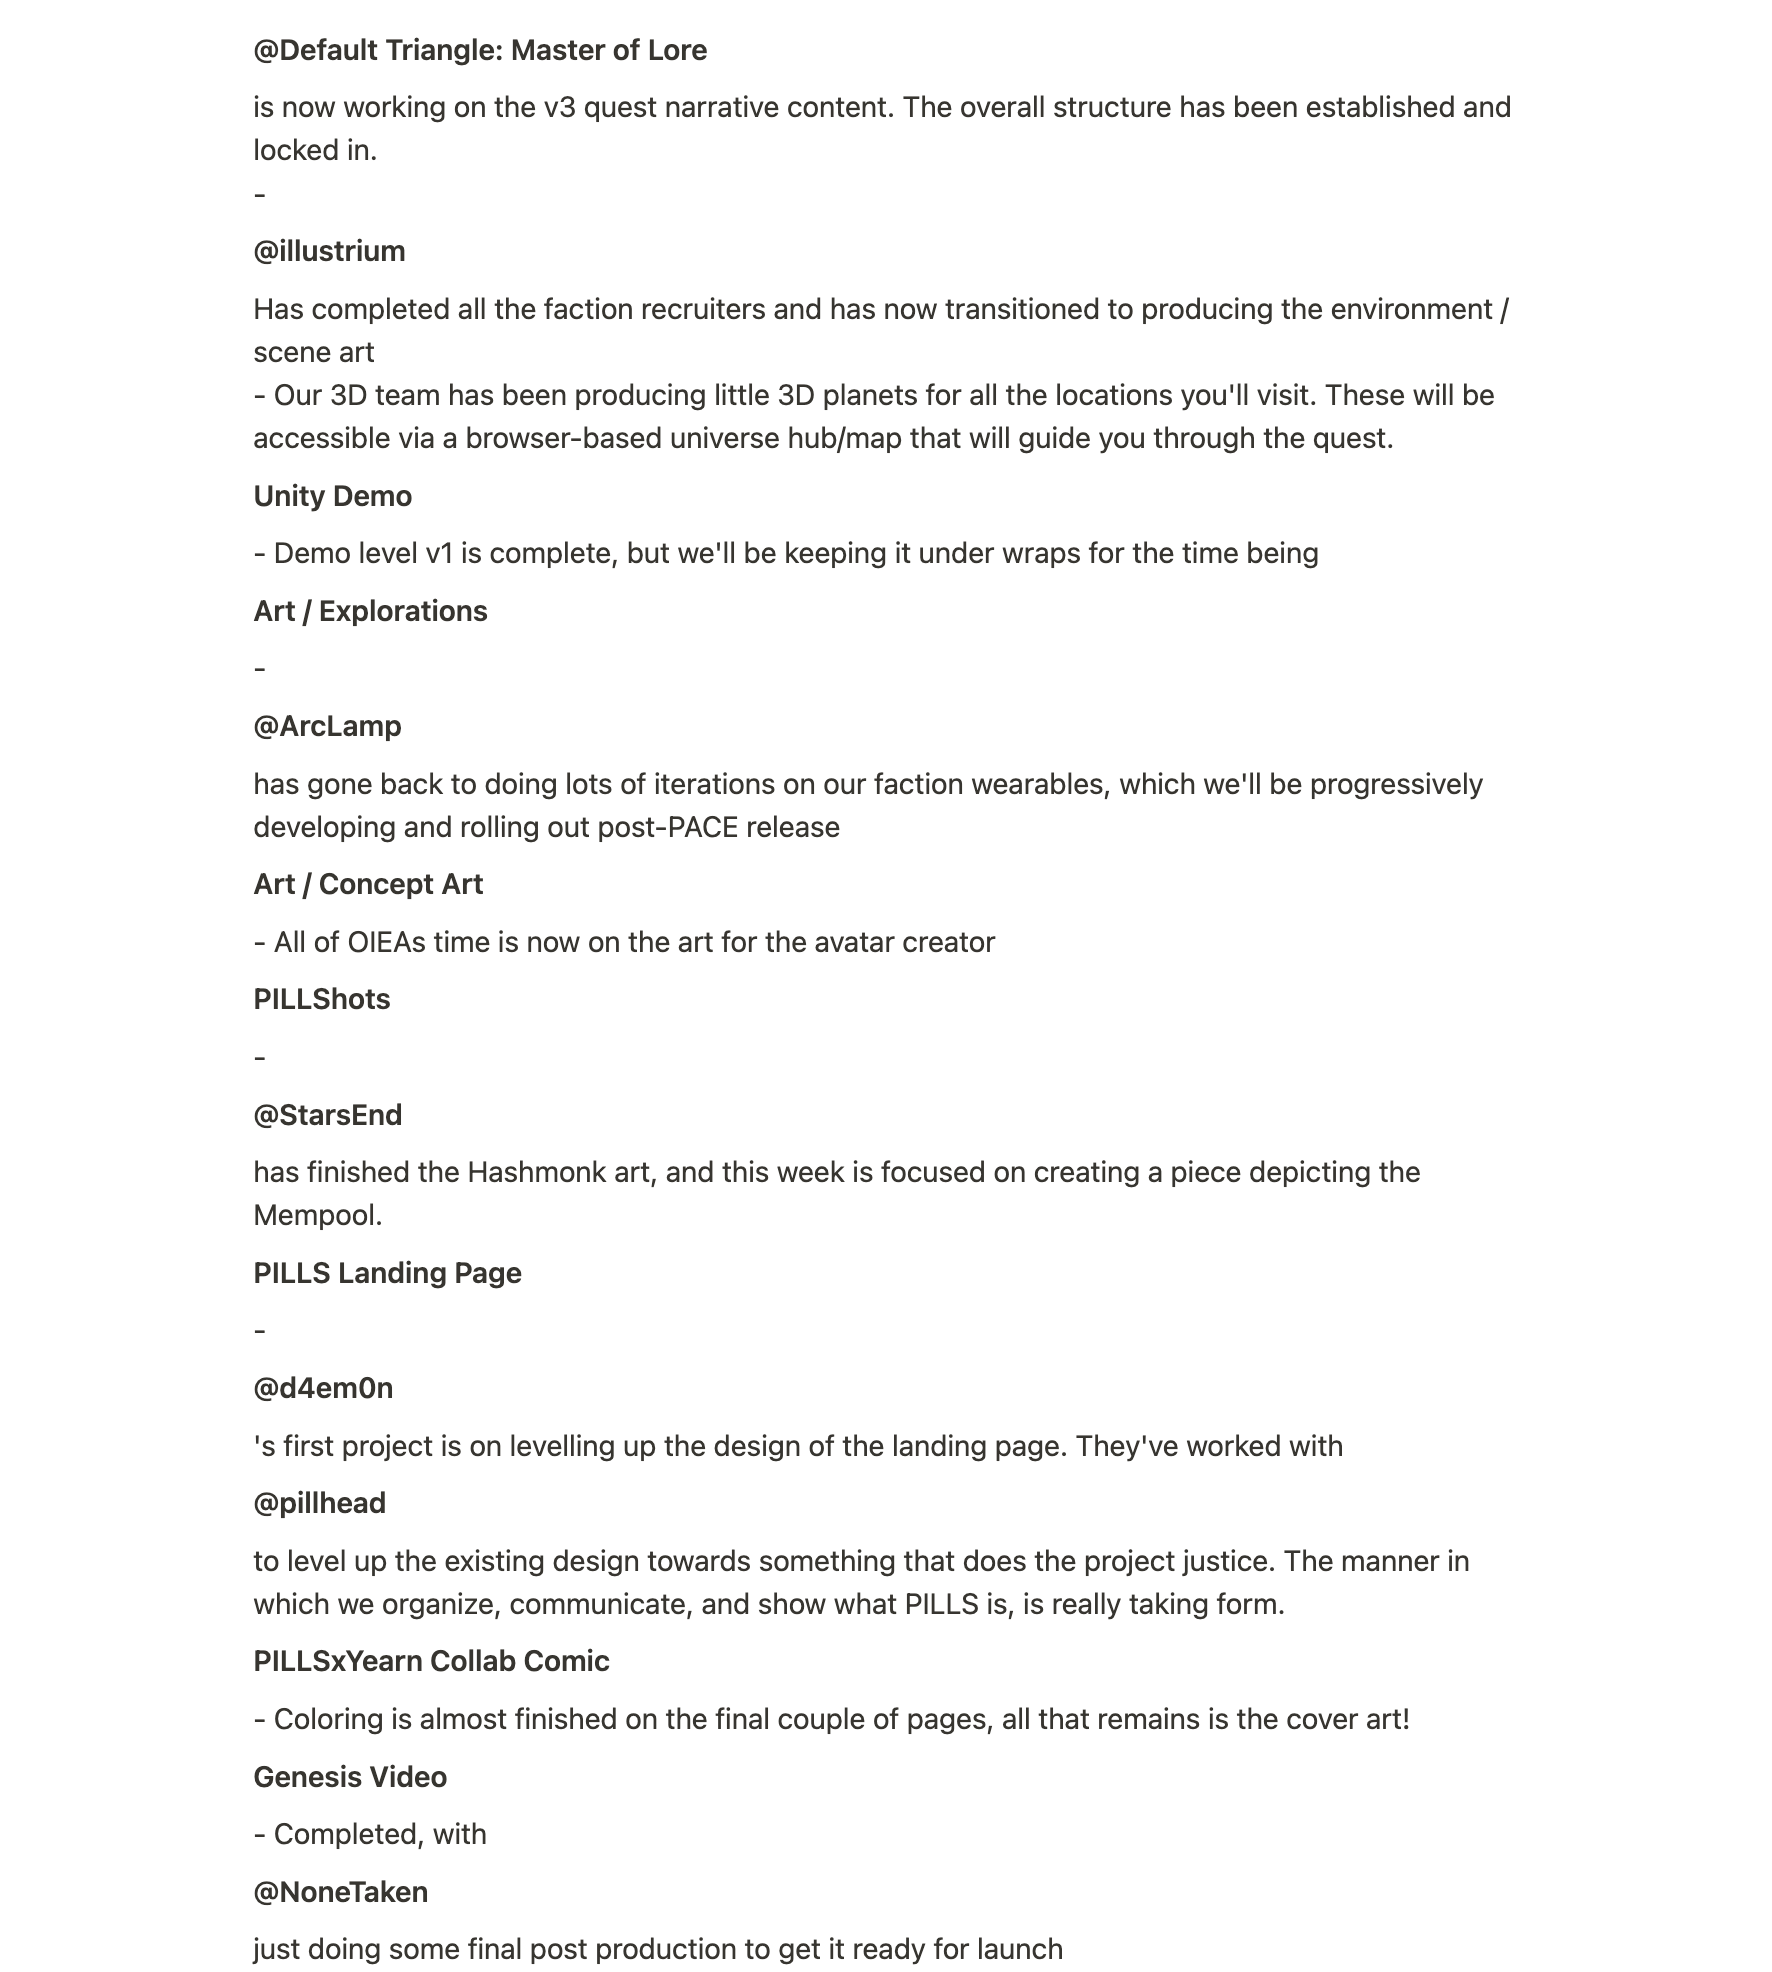 @Default Triangle: Master of Lore
is now working on the v3 quest narrative content. The overall structure has been established and
locked in.
-
@illustrium
Has completed all the faction recruiters and has now transitioned to producing the environment /
scene art
- Our 3D team has been producing little 3D planets for all the locations you'll visit. These will be
accessible via a browser-based universe hub/map that will guide you through the quest.
Unity Demo
- Demo level v1 is complete, but we'll be keeping it under wraps for the time being
Art / Explorations
-
@ArcLamp
has gone back to doing lots of iterations on our faction wearables, which we'll be progressively
developing and rolling out post-PACE release
Art / Concept Art
- All of OIEAs time is now on the art for the avatar creator
PILLShots
-
@StarsEnd
has finished the Hashmonk art, and this week is focused on creating a piece depicting the
Mempool.
PILLS Landing Page
-
@d4em0n
's first project is on levelling up the design of the landing page. They've worked with
@pillhead
to level up the existing design towards something that does the project justice. The manner in
which we organize, communicate, and show what PILLS is, is really taking form.
PILLSxYearn Collab Comic
- Coloring is almost finished on the final couple of pages, all that remains is the cover art!
Genesis Video
- Completed, with
@NoneTaken
just doing some final post production to get it ready for launch